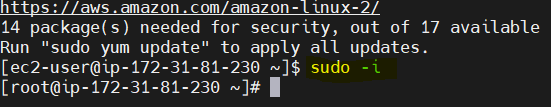 https://aws.amazon.com/amazon-linux-2/
14 package(s) needed for security, out of 17 available
Run "sudo yum update" to apply all updates.
[ec2-user@ip-172-31-81-230 ~]$ sudo -i
[root@ip-172-31-81-230 ~]#